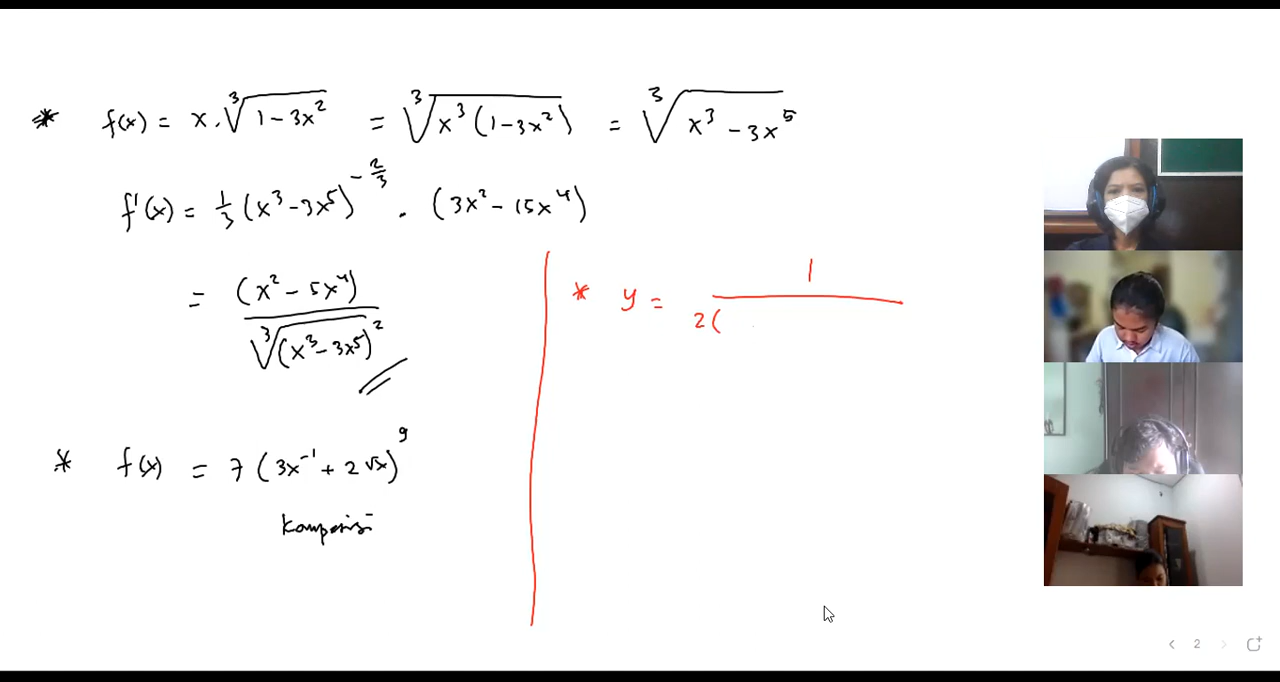 * f(x) = x . ∛(1 - 3x²) = ∛(x³ (1 - 3x²)) = ∛(x³ - 3x⁵)
f'(x) = 1/3 (x³ - 3x⁵)^(-2/3) . (3x² - 15x⁴)
= (x² - 5x⁴) / ∛(x³ - 3x⁵)²
* y = 1 / 2(
* f(x) = 7 (3x⁻¹ + 2√x)⁹
Komposisi
2